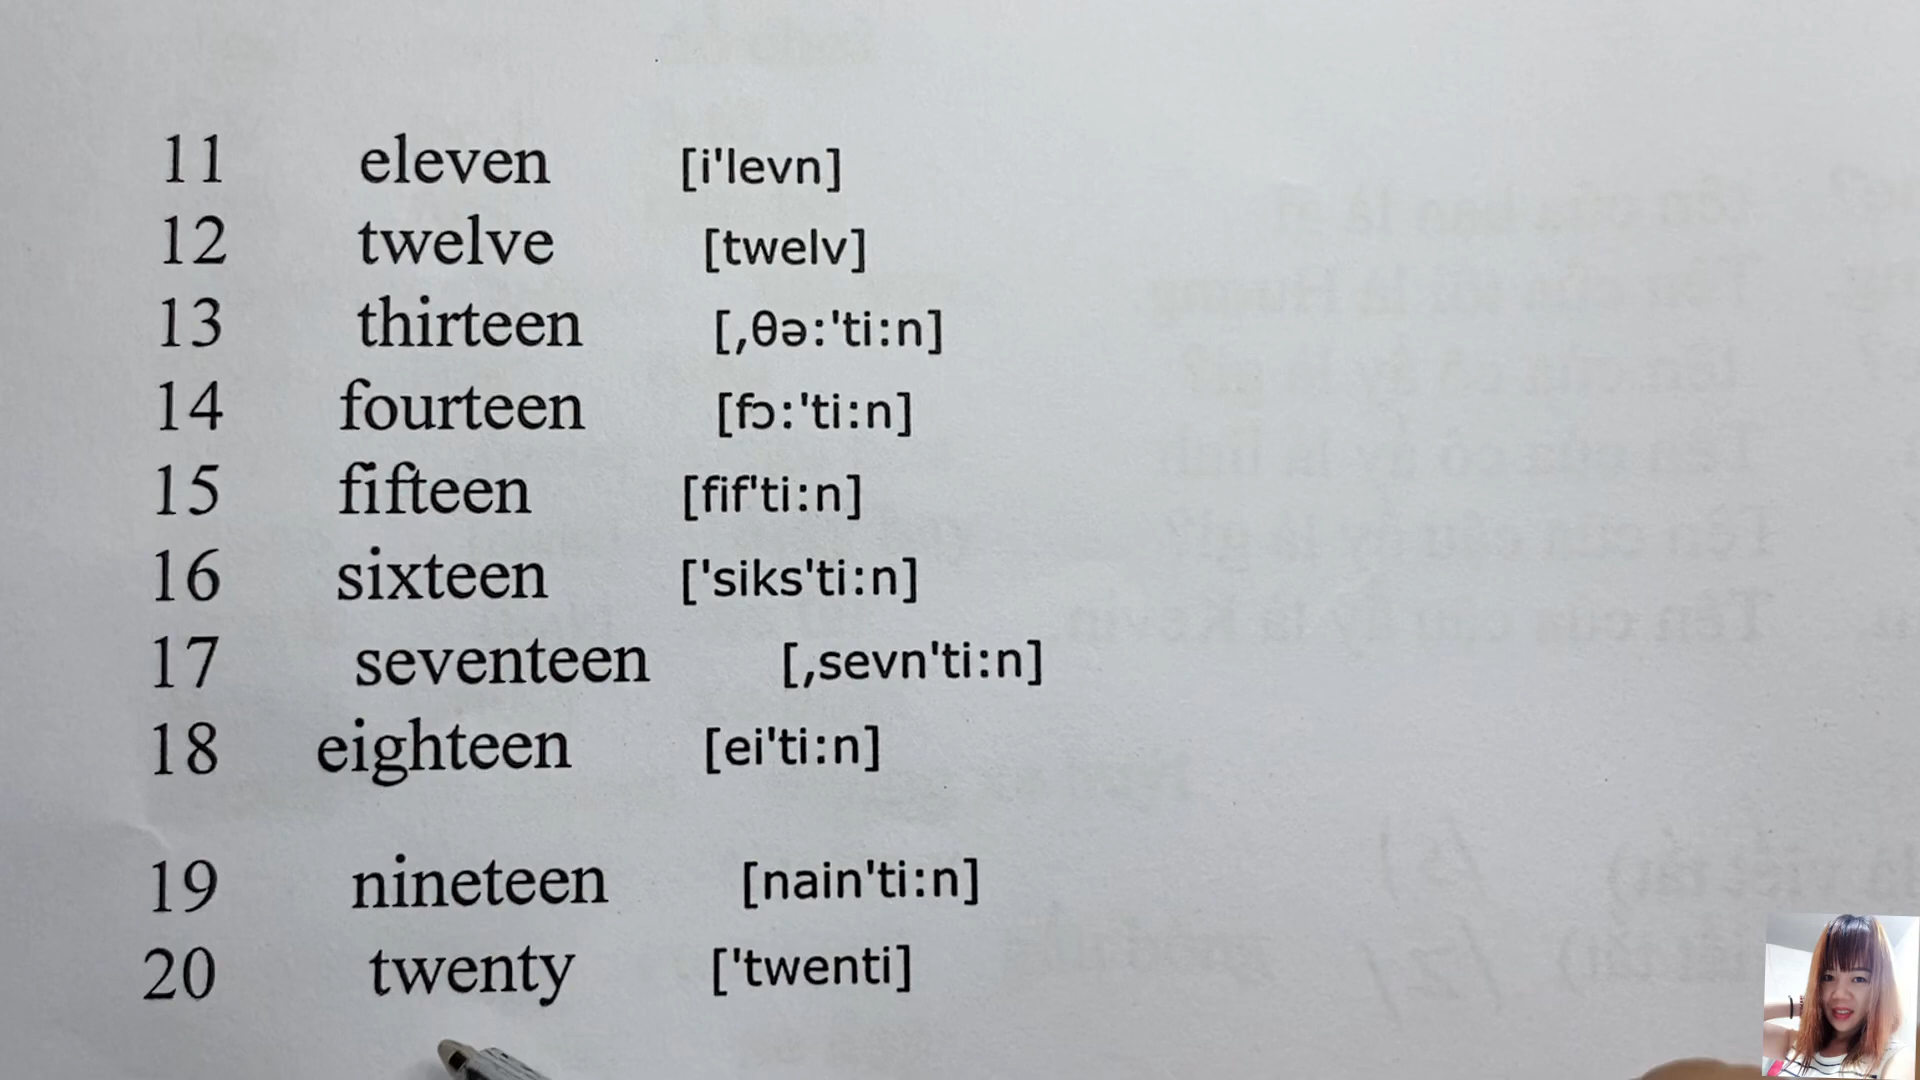 11 eleven [i'levn]
12 twelve [twelv]
13 thirteen [,θə:'ti:n]
14 fourteen [fɔ:'ti:n]
15 fifteen [fif'ti:n]
16 sixteen ['siks'ti:n]
17 seventeen [,sevn'ti:n]
18 eighteen [ei'ti:n]
19 nineteen [nain'ti:n]
20 twenty ['twenti]